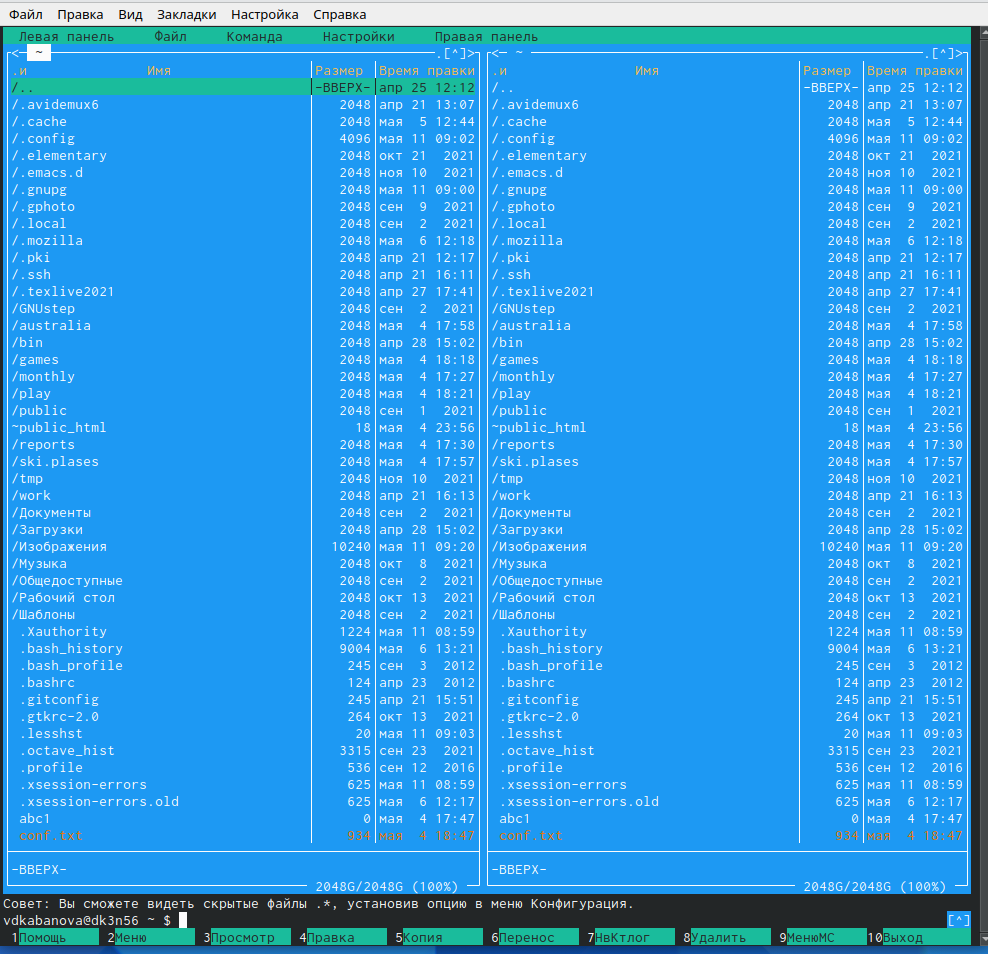 Файл Правка Вид Закладки Настройка Справка
Левая панель Файл Команда Настройки Правая панель
<─ ~ ─.[^]>
<─ ~ ─.[^]>
.и Имя Размер Время правки .и Имя Размер Время правки
/.. -ВВЕРХ- апр 25 12:12 /.. -ВВЕРХ- апр 25 12:12
/.avidemux6 2048 апр 21 13:07 /.avidemux6 2048 апр 21 13:07
/.cache 2048 мая 5 12:44 /.cache 2048 мая 5 12:44
/.config 4096 мая 11 09:02 /.config 4096 мая 11 09:02
/.elementary 2048 окт 21 2021 /.elementary 2048 окт 21 2021
/.emacs.d 2048 ноя 10 2021 /.emacs.d 2048 ноя 10 2021
/.gnupg 2048 мая 11 09:00 /.gnupg 2048 мая 11 09:00
/.gphoto 2048 сен 9 2021 /.gphoto 2048 сен 9 2021
/.local 2048 сен 2 2021 /.local 2048 сен 2 2021
/.mozilla 2048 мая 6 12:18 /.mozilla 2048 мая 6 12:18
/.pki 2048 апр 21 12:17 /.pki 2048 апр 21 12:17
/.ssh 2048 апр 21 16:11 /.ssh 2048 апр 21 16:11
/.texlive2021 2048 апр 27 17:41 /.texlive2021 2048 апр 27 17:41
/GNUstep 2048 сен 2 2021 /GNUstep 2048 сен 2 2021
/australia 2048 мая 4 17:58 /australia 2048 мая 4 17:58
/bin 2048 апр 28 15:02 /bin 2048 апр 28 15:02
/games 2048 мая 4 18:18 /games 2048 мая 4 18:18
/monthly 2048 мая 4 17:27 /monthly 2048 мая 4 17:27
/play 2048 мая 4 18:21 /play 2048 мая 4 18:21
/public 2048 сен 1 2021 /public 2048 сен 1 2021
~public_html 18 мая 4 23:56 ~public_html 18 мая 4 23:56
/reports 2048 мая 4 17:30 /reports 2048 мая 4 17:30
/ski.plases 2048 мая 4 17:57 /ski.plases 2048 мая 4 17:57
/tmp 2048 ноя 10 2021 /tmp 2048 ноя 10 2021
/work 2048 апр 21 16:13 /work 2048 апр 21 16:13
/Документы 2048 сен 2 2021 /Документы 2048 сен 2 2021
/Загрузки 2048 апр 28 15:02 /Загрузки 2048 апр 28 15:02
/Изображения 10240 мая 11 09:20 /Изображения 10240 мая 11 09:20
/Музыка 2048 окт 8 2021 /Музыка 2048 окт 8 2021
/Общедоступные 2048 сен 2 2021 /Общедоступные 2048 сен 2 2021
/Рабочий стол 2048 окт 13 2021 /Рабочий стол 2048 окт 13 2021
/Шаблоны 2048 сен 2 2021 /Шаблоны 2048 сен 2 2021
.Xauthority 1224 мая 11 08:59 .Xauthority 1224 мая 11 08:59
.bash_history 9004 мая 6 13:21 .bash_history 9004 мая 6 13:21
.bash_profile 245 сен 3 2012 .bash_profile 245 сен 3 2012
.bashrc 124 апр 23 2012 .bashrc 124 апр 23 2012
.gitconfig 245 апр 21 15:51 .gitconfig 245 апр 21 15:51
.gtkrc-2.0 264 окт 13 2021 .gtkrc-2.0 264 окт 13 2021
.lesshst 20 мая 11 09:03 .lesshst 20 мая 11 09:03
.octave_hist 3315 сен 23 2021 .octave_hist 3315 сен 23 2021
.profile 536 сен 12 2016 .profile 536 сен 12 2016
.xsession-errors 625 мая 11 08:59 .xsession-errors 625 мая 11 08:59
.xsession-errors.old 625 мая 6 12:17 .xsession-errors.old 625 мая 6 12:17
abc1 0 мая 4 17:47 abc1 0 мая 4 17:47
conf.txt 934 мая 4 18:47 conf.txt 934 мая 4 18:47
-ВВЕРХ- -ВВЕРХ-
2048G/2048G (100%) 2048G/2048G (100%)
Совет: Вы сможете видеть скрытые файлы .*, установив опцию в меню Конфигурация.
vdkabanova@dk3n56 ~ $ [^]
1Помощь 2Меню 3Просмотр 4Правка 5Копия 6Перенос 7НвКтлог 8Удалить 9МенюМС 10Выход